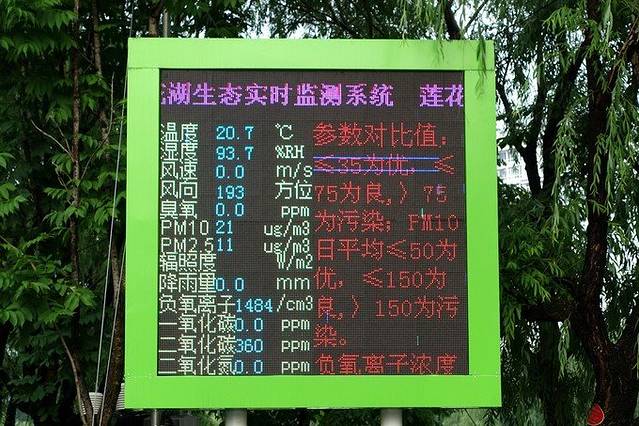 湖生态实时监测系统 莲花
温度 20.7 ℃
湿度 93.7 %RH
风速 0.0 m/s
风向 193 方位
臭氧 0.0 ppm
PM10 21 ug/m3
PM2.5 11 ug/m3
辐照度 W/m2
降雨量 0.0 mm
负氧离子 1484 /cm3
一氧化碳 0.0 ppm
二氧化碳 360 ppm
二氧化氮 0.0 ppm
参数对比值：
≤35为优，≤
75为良，〉75
为污染；PM10
日平均≤50为
优，≤150为
良，〉150为污
染。
负氧离子浓度